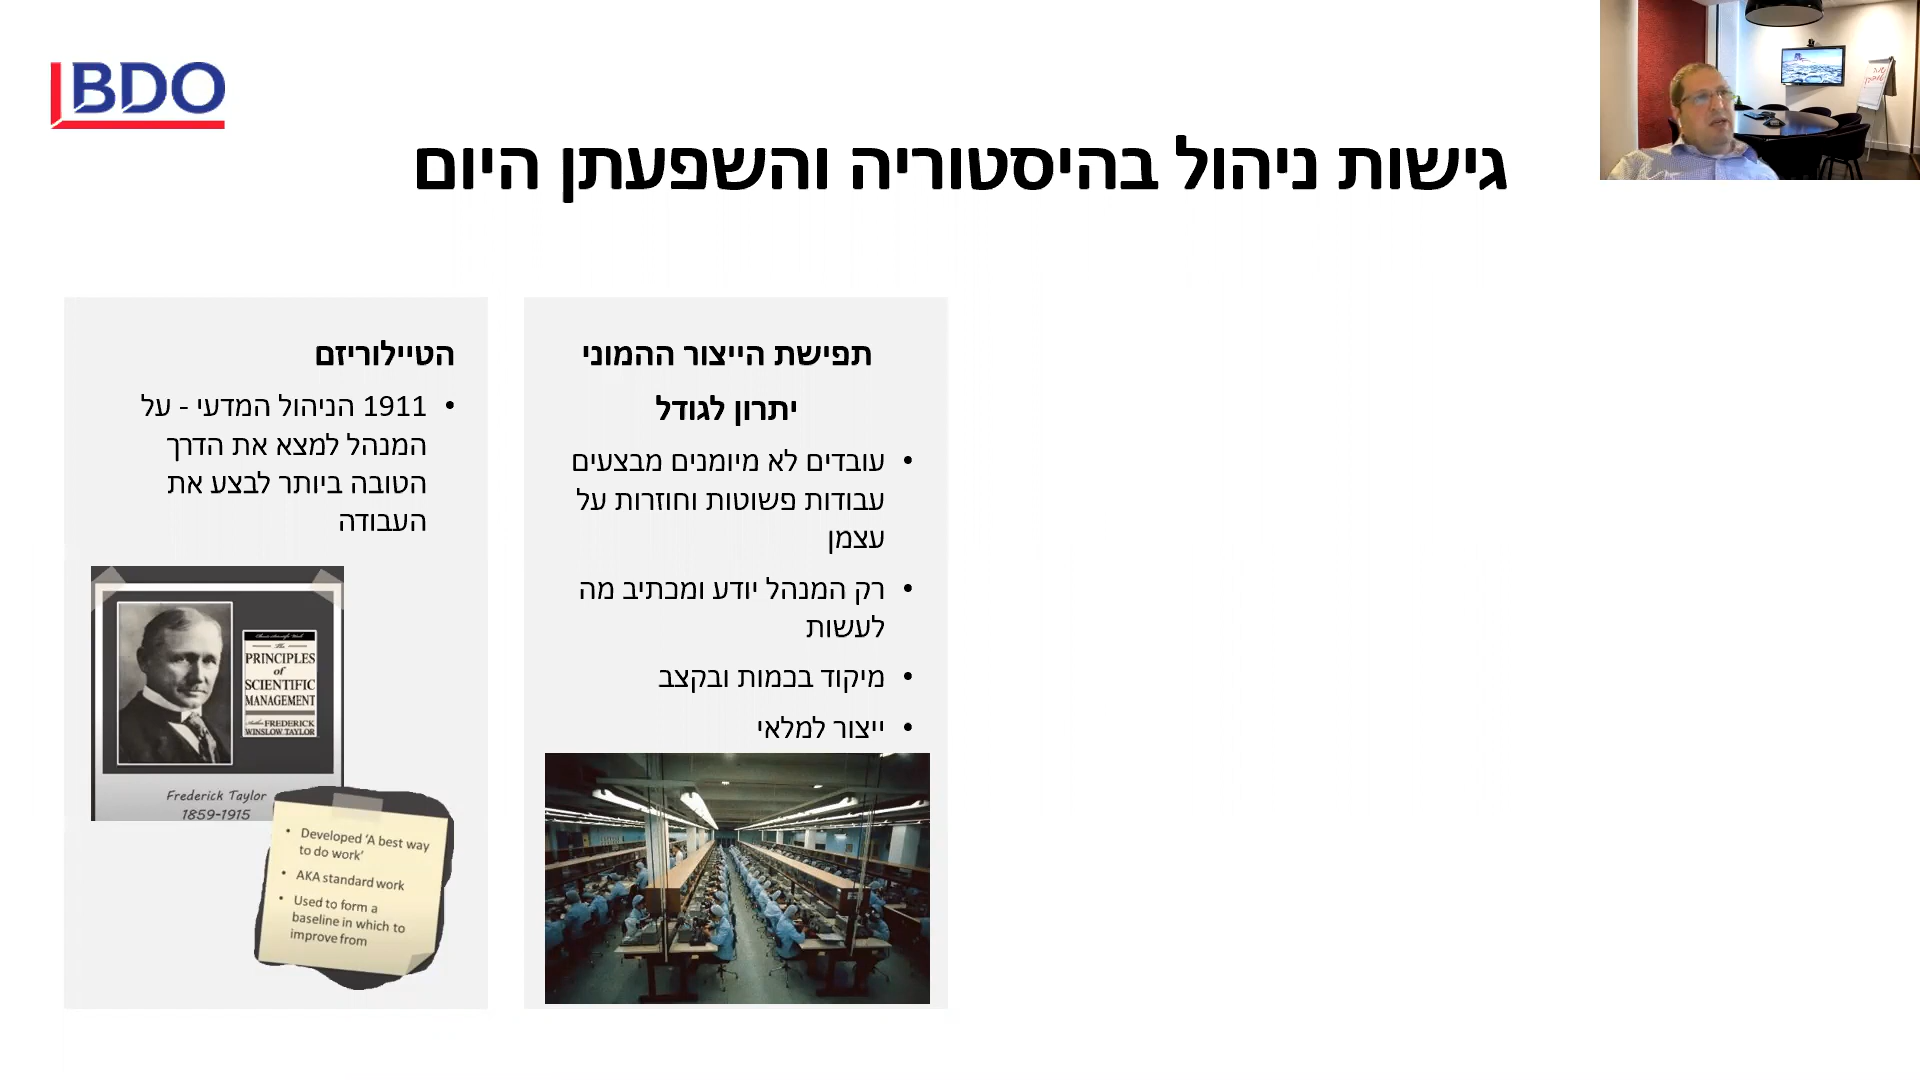 BDO
גישות ניהול בהיסטוריה והשפעתן היום
הטיילוריזם
• 1911 הניהול המדעי - על
המנהל למצא את הדרך
הטובה ביותר לבצע את
העבודה
The
PRINCIPLES
of
SCIENTIFIC
MANAGEMENT
FREDERICK
WINSLOW TAYLOR
Frederick Taylor
1859-1915
• Developed ‘A best way
to do work’
• AKA standard work
• Used to form a
baseline in which to
improve from
תפישת הייצור ההמוני
יתרון לגודל
• עובדים לא מיומנים מבצעים
עבודות פשוטות וחוזרות על
עצמן
• רק המנהל יודע ומכתיב מה
לעשות
• מיקוד בכמות ובקצב
• ייצור למלאי